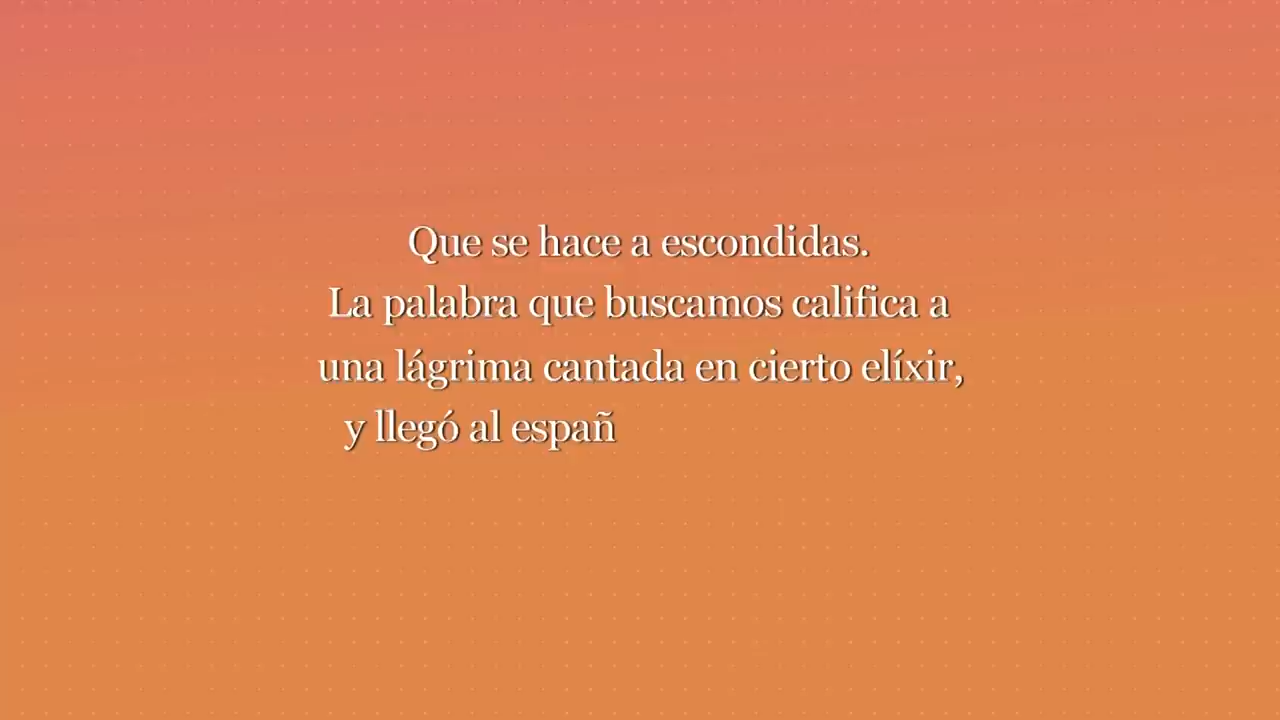 Que se hace a escondidas.
La palabra que buscamos califica a
una lágrima cantada en cierto elíxir,
y llegó al españ